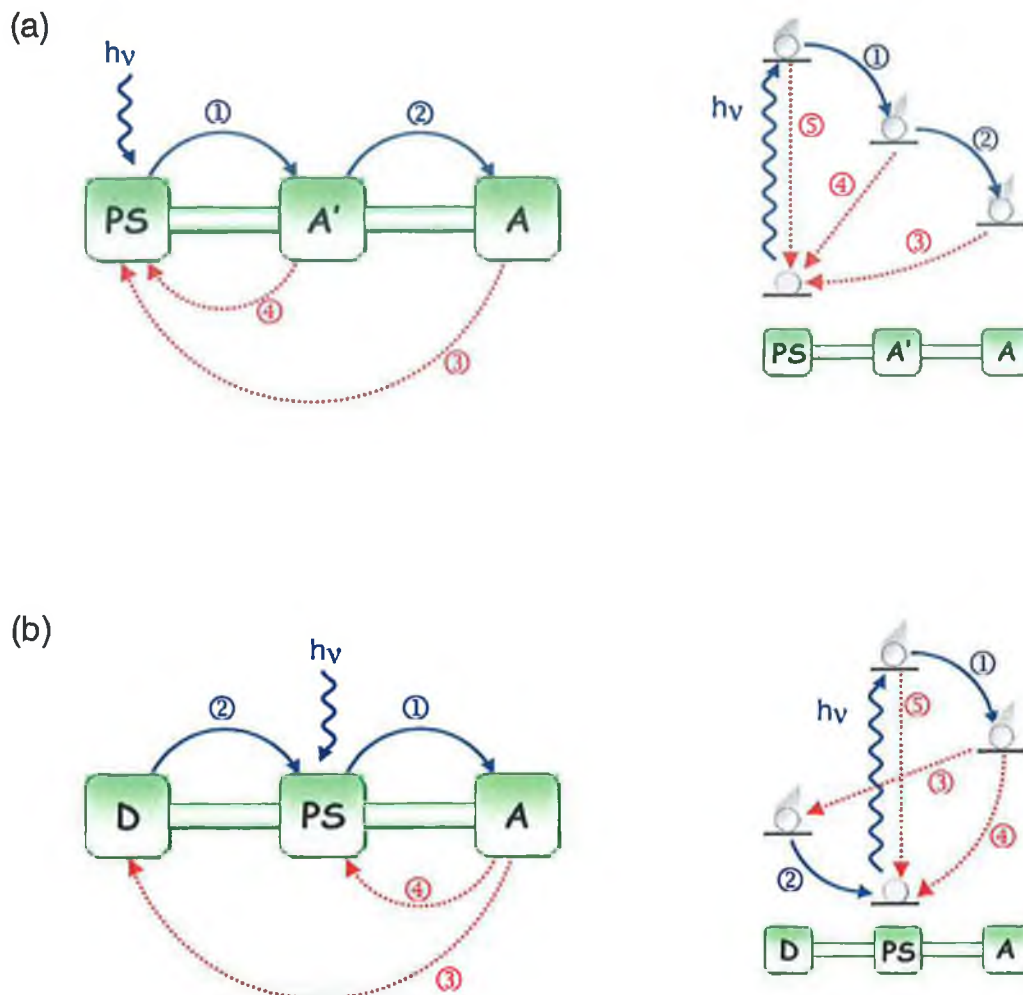 (a)
hν
① ②
PS A' A
④
③
hν
①
②
⑤
④
③
PS A' A
(b)
hν
② ①
D PS A
④
③
hν
①
⑤
③
④
②
D PS A